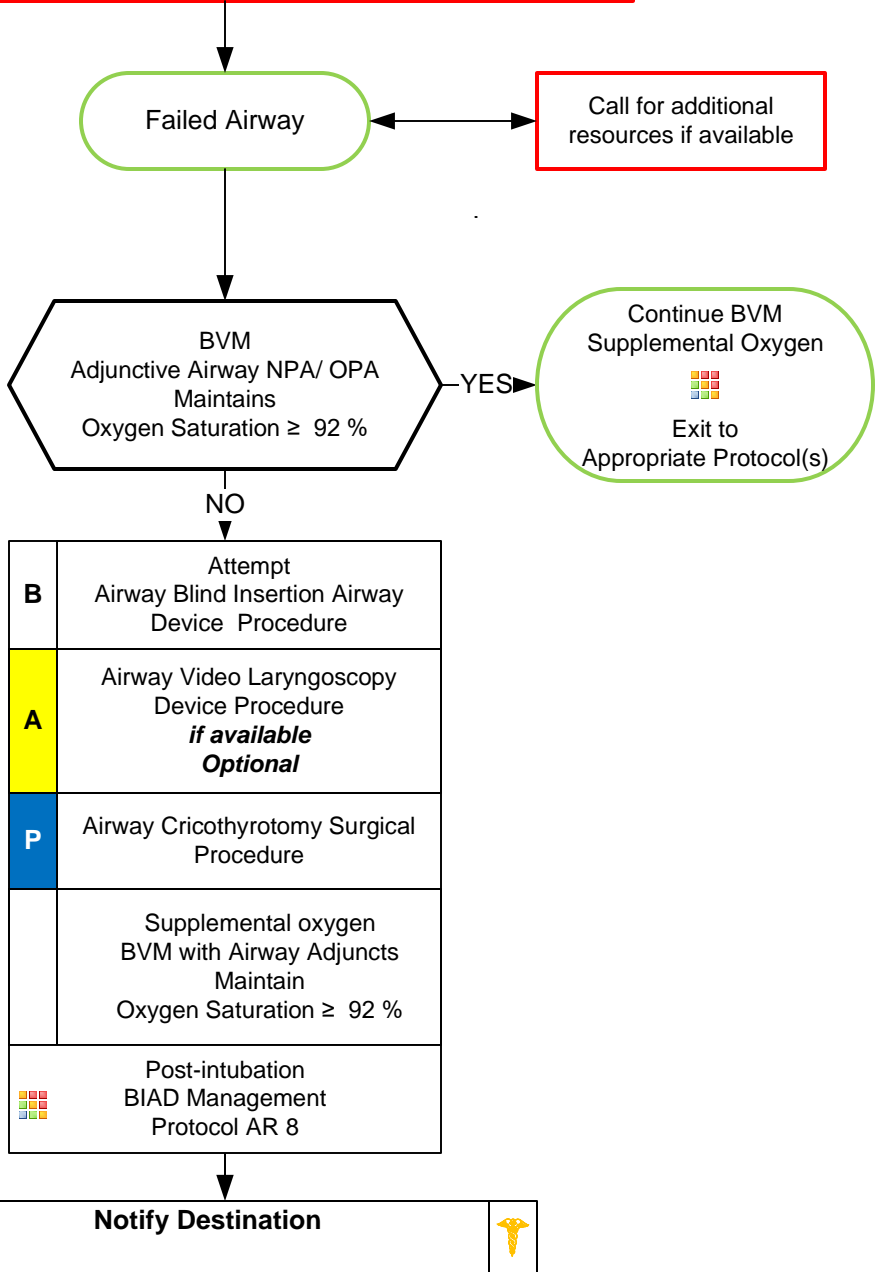 Failed Airway
Call for additional
resources if available
BVM
Adjunctive Airway NPA/ OPA
Maintains
Oxygen Saturation ≥ 92 %
YES
Continue BVM
Supplemental Oxygen
Exit to
Appropriate Protocol(s)
NO
B
Attempt
Airway Blind Insertion Airway
Device Procedure
A
Airway Video Laryngoscopy
Device Procedure
if available
Optional
P
Airway Cricothyrotomy Surgical
Procedure
Supplemental oxygen
BVM with Airway Adjuncts
Maintain
Oxygen Saturation ≥ 92 %
Post-intubation
BIAD Management
Protocol AR 8
Notify Destination